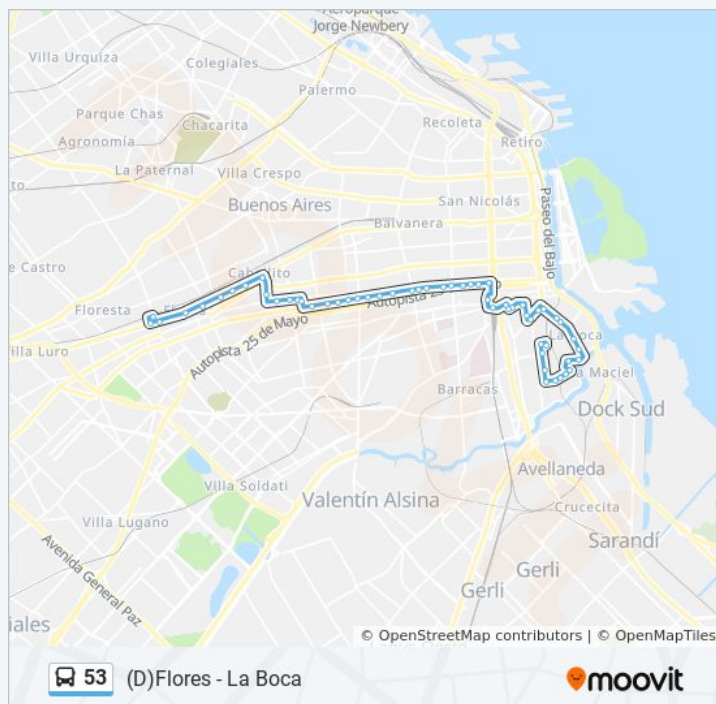 Aeroparque
Jorge Newbery
Villa Urquiza
Colegiales
Palermo
Parque Chas
Chacarita
Recoleta
Agronomía
Retiro
La Paternal
Villa Crespo
San Nicolás
Buenos Aires
Balvanera
Paseo del Bajo
e Castro
Caballito
Floresta
Autopista 25
Villa Luro
Autopista 25 de Mayo
La Boca
Maciel
Barracas
Dock Sud
Avellaneda
Villa Soldati
Valentín Alsina
Crucecita
Villa Lugano
Sarandí
Avenida General Paz
Gerli
Gerli
iales
© OpenStreetMap contributors | © OpenMapTiles
53 (D)Flores - La Boca
moovit